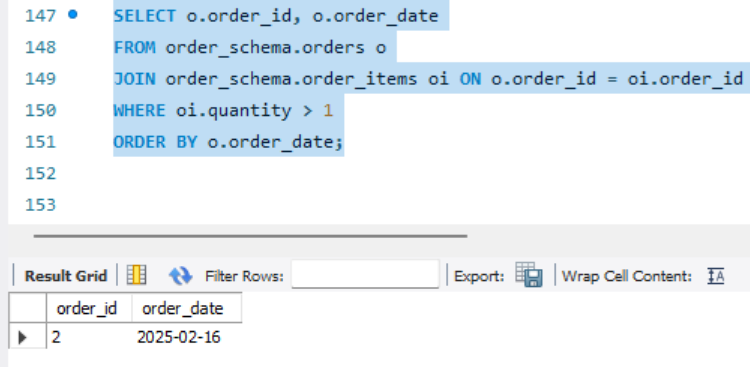 147 SELECT o.order_id, o.order_date
148 FROM order_schema.orders o
149 JOIN order_schema.order_items oi ON o.order_id = oi.order_id
150 WHERE oi.quantity > 1
151 ORDER BY o.order_date;
152
153
Result Grid Filter Rows: Export: Wrap Cell Content:
order_id order_date
2 2025-02-16